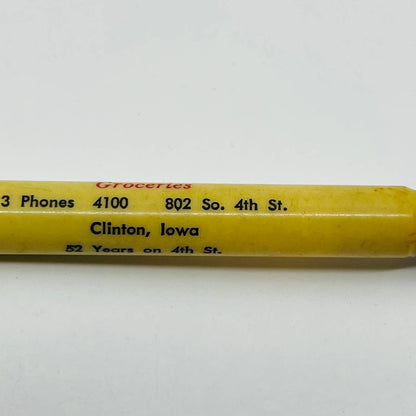 Groceries
3 Phones 4100 802 So. 4th St.
Clinton, Iowa
52 Years on 4th St.